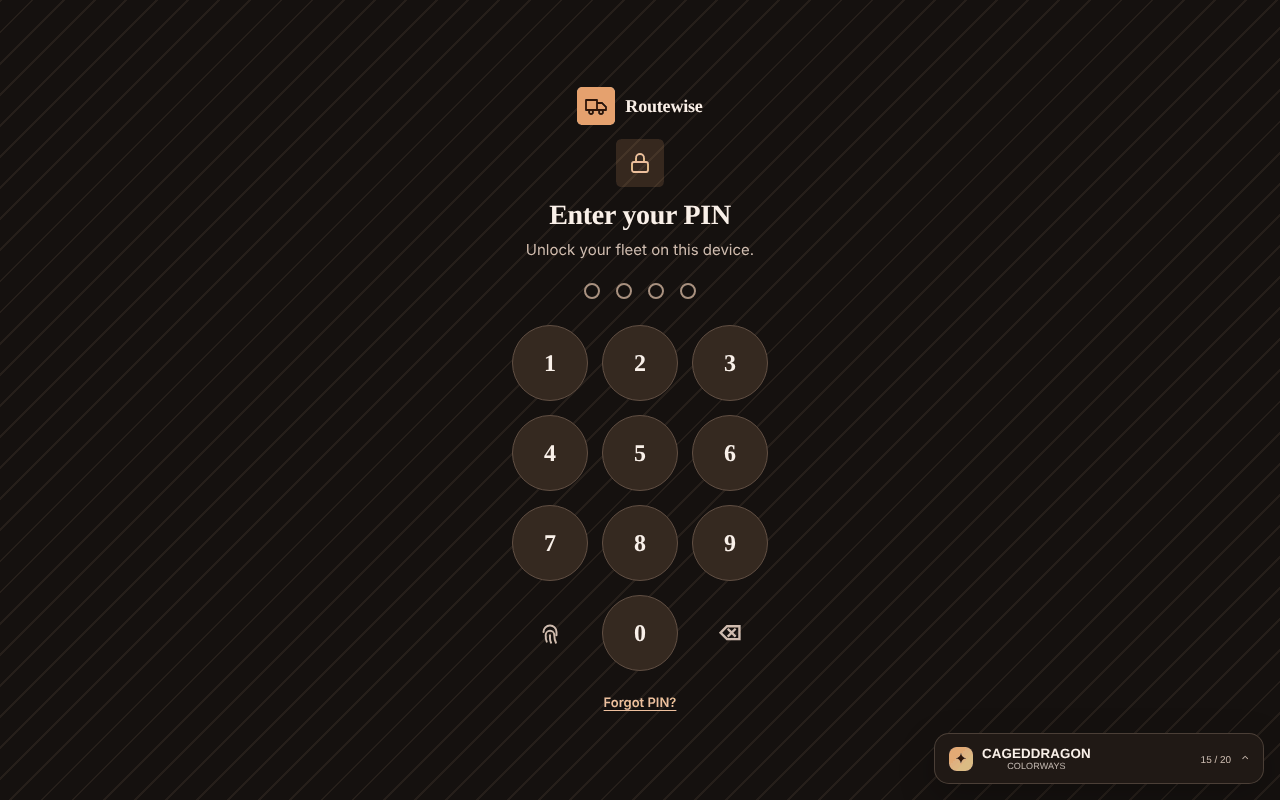 Routewise
Enter your PIN
Unlock your fleet on this device.
1 2 3
4 5 6
7 8 9
0
Forgot PIN?
CAGEDDRAGON
COLORWAYS
15 / 20